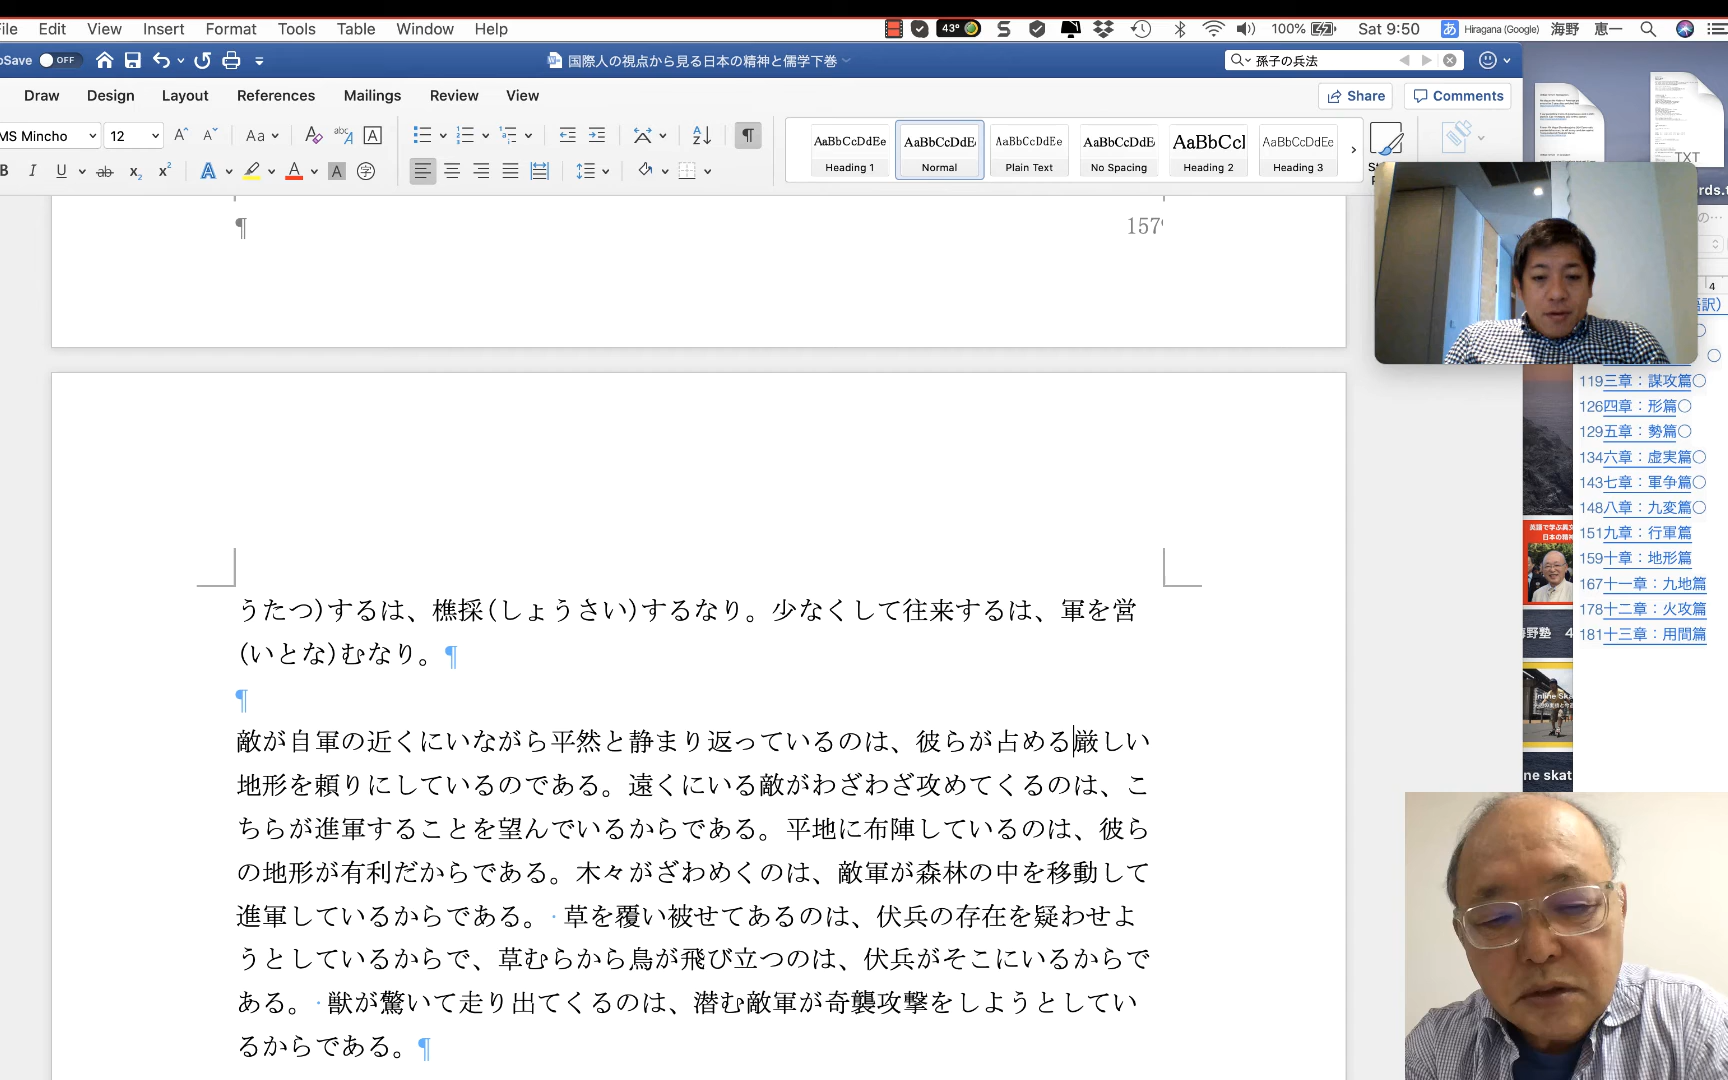 File Edit View Insert Format Tools Table Window Help
43° 100% Sat 9:50 あ Hiragana (Google) 海野 恵一
OFF
国際人の視点から見る日本の精神と儒学下巻
孫子の兵法
Draw Design Layout References Mailings Review View
Share Comments
MS Mincho 12
AaBbCcDdEe AaBbCcDdE AaBbCcDdEe AaBbCcDdE AaBbCcI AaBbCcDdEe
Heading 1 Normal Plain Text No Spacing Heading 2 Heading 3
TXT
157
うたつ)するは、樵採(しょうさい)するなり。少なくして往来するは、軍を営
(いとな)むなり。
敵が自軍の近くにいながら平然と静まり返っているのは、彼らが占める厳しい
地形を頼りにしているのである。遠くにいる敵がわざわざ攻めてくるのは、こ
ちらが進軍することを望んでいるからである。平地に布陣しているのは、彼ら
の地形が有利だからである。木々がざわめくのは、敵軍が森林の中を移動して
進軍しているからである。 草を覆い被せてあるのは、伏兵の存在を疑わせよ
うとしているからで、草むらから鳥が飛び立つのは、伏兵がそこにいるからで
ある。 獣が驚いて走り出てくるのは、潜む敵軍が奇襲攻撃をしようとしてい
るからである。
4
語訳)
119三章：謀攻篇○
126四章：形篇○
129五章：勢篇○
134六章：虚実篇○
143七章：軍争篇○
148八章：九変篇○
151九章：行軍篇
159十章：地形篇
167十一章：九地篇
178十二章：火攻篇
181十三章：用間篇
ne skat